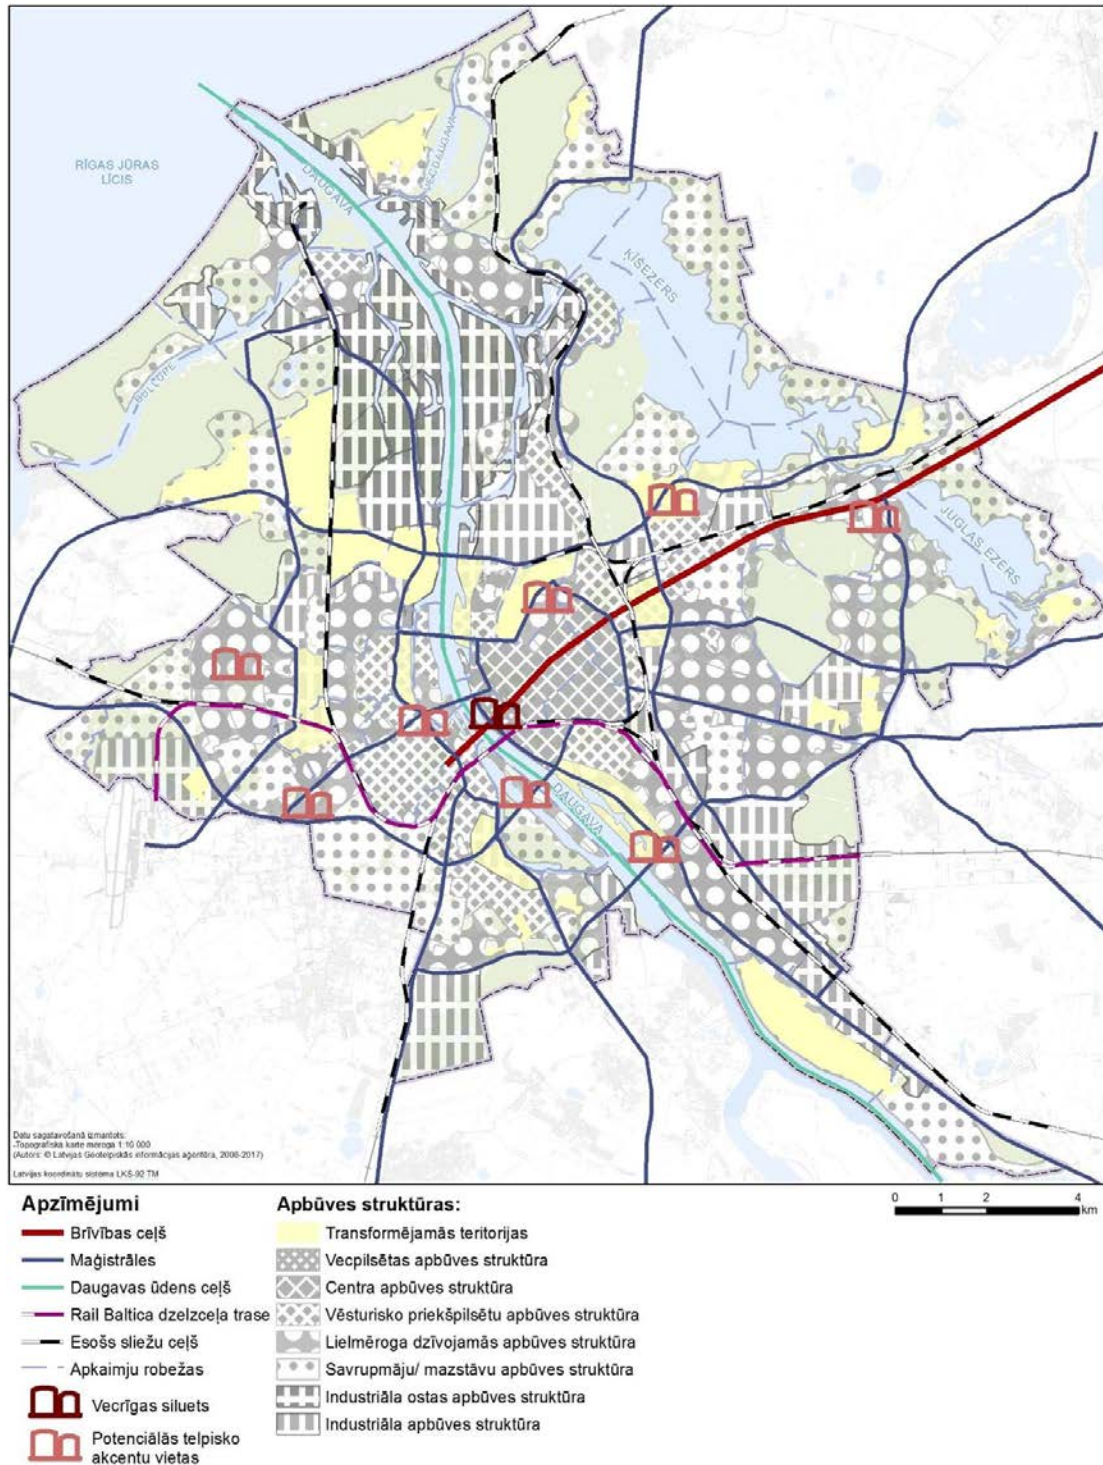 RĪGAS JŪRAS
LĪCIS
DAUGAVA
VECDAUGAVA
ĶĪŠEZERS
BUĻĻUPE
JUGLAS EZERS
DAUGAVA
Datu sagatavošanā izmantots:
-Topogrāfiskā karte mērogā 1:10 000
(Autors: © Latvijas Ģeotelpiskās informācijas aģentūra, 2006-2017)
Latvijas koordinātu sistēma LKS-92 TM
0 1 2 4
km
Apzīmējumi
Brīvības ceļš
Maģistrāles
Daugavas ūdens ceļš
Rail Baltica dzelzceļa trase
Esošs sliežu ceļš
Apkaimju robežas
Vecrīgas siluets
Potenciālās telpisko
akcentu vietas
Apbūves struktūras:
Transformējamās teritorijas
Vecpilsētas apbūves struktūra
Centra apbūves struktūra
Vēsturisko priekšpilsētu apbūves struktūra
Lielmēroga dzīvojamās apbūves struktūra
Savrupmāju/ mazstāvu apbūves struktūra
Industriāla ostas apbūves struktūra
Industriāla apbūves struktūra